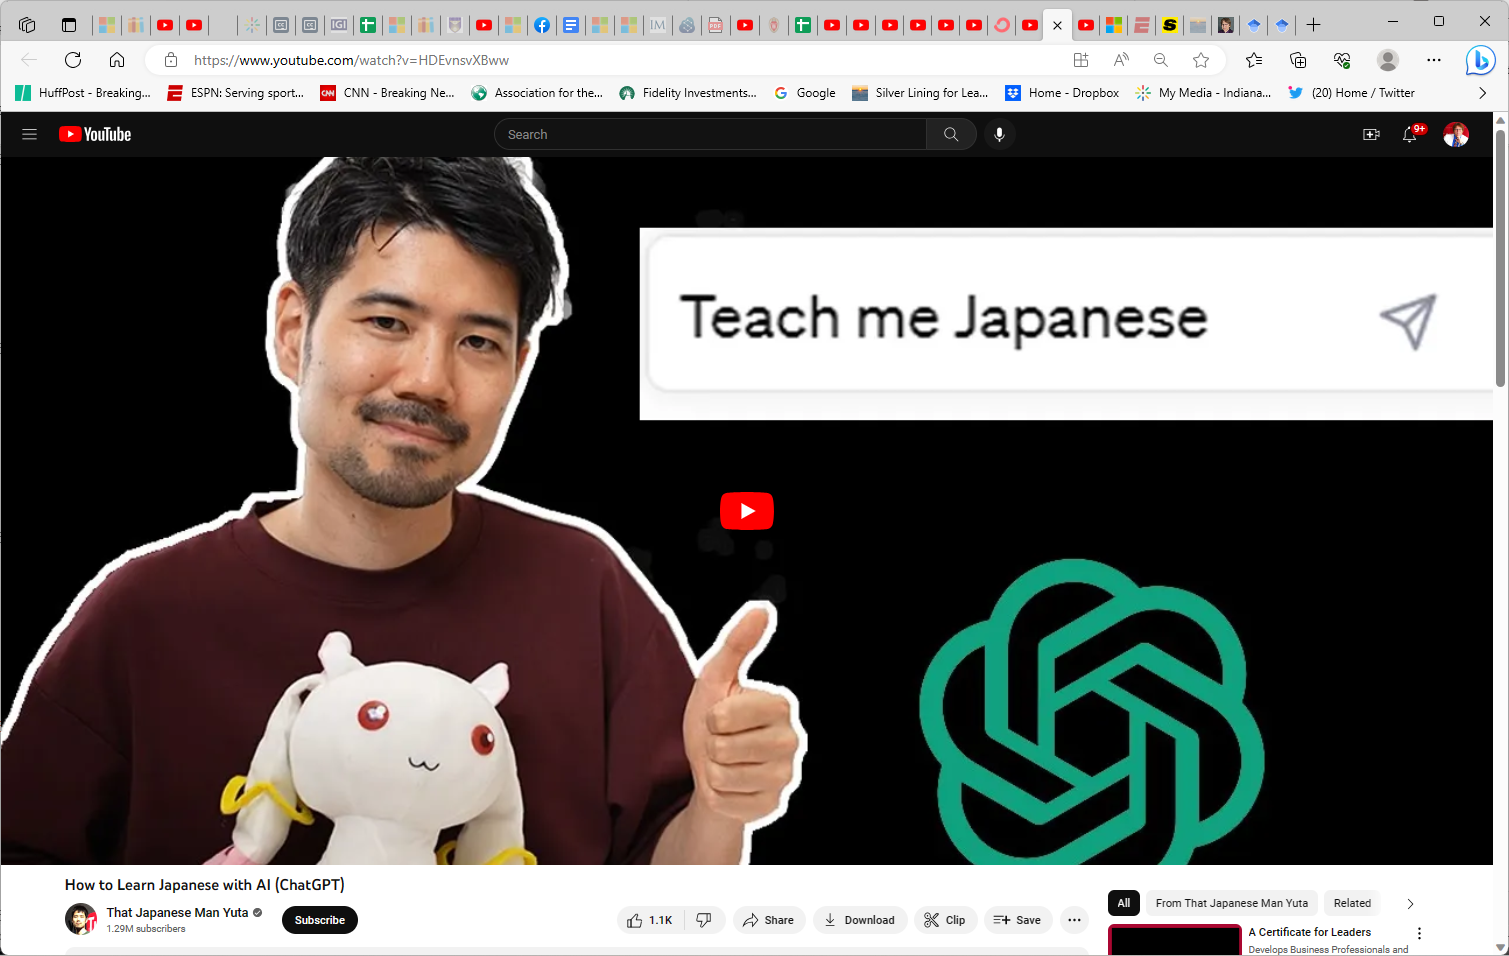 https://www.youtube.com/watch?v=HDEvnsvXBww
HuffPost - Breaking...
ESPN: Serving sport...
CNN - Breaking Ne...
Association for the...
Fidelity Investments...
Google
Silver Lining for Lea...
Home - Dropbox
My Media - Indiana...
(20) Home / Twitter
YouTube
Search
9+
Teach me Japanese
How to Learn Japanese with AI (ChatGPT)
That Japanese Man Yuta
1.29M subscribers
Subscribe
1.1K
Share
Download
Clip
Save
All
From That Japanese Man Yuta
Related
A Certificate for Leaders
Develops Business Professionals and